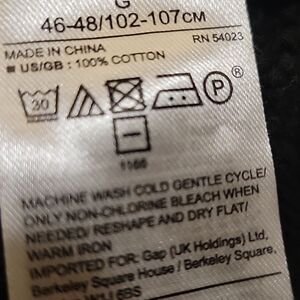 G
46-48/102-107CM
MADE IN CHINA
RN 54023
■ US/GB : 100% COTTON
30
P
1166
MACHINE WASH COLD GENTLE CYCLE/
ONLY NON-CHLORINE BLEACH WHEN
NEEDED/ RESHAPE AND DRY FLAT/
WARM IRON
IMPORTED FOR: Gap (UK Holdings) Ltd,
Berkeley Square House / Berkeley Square,
6BS